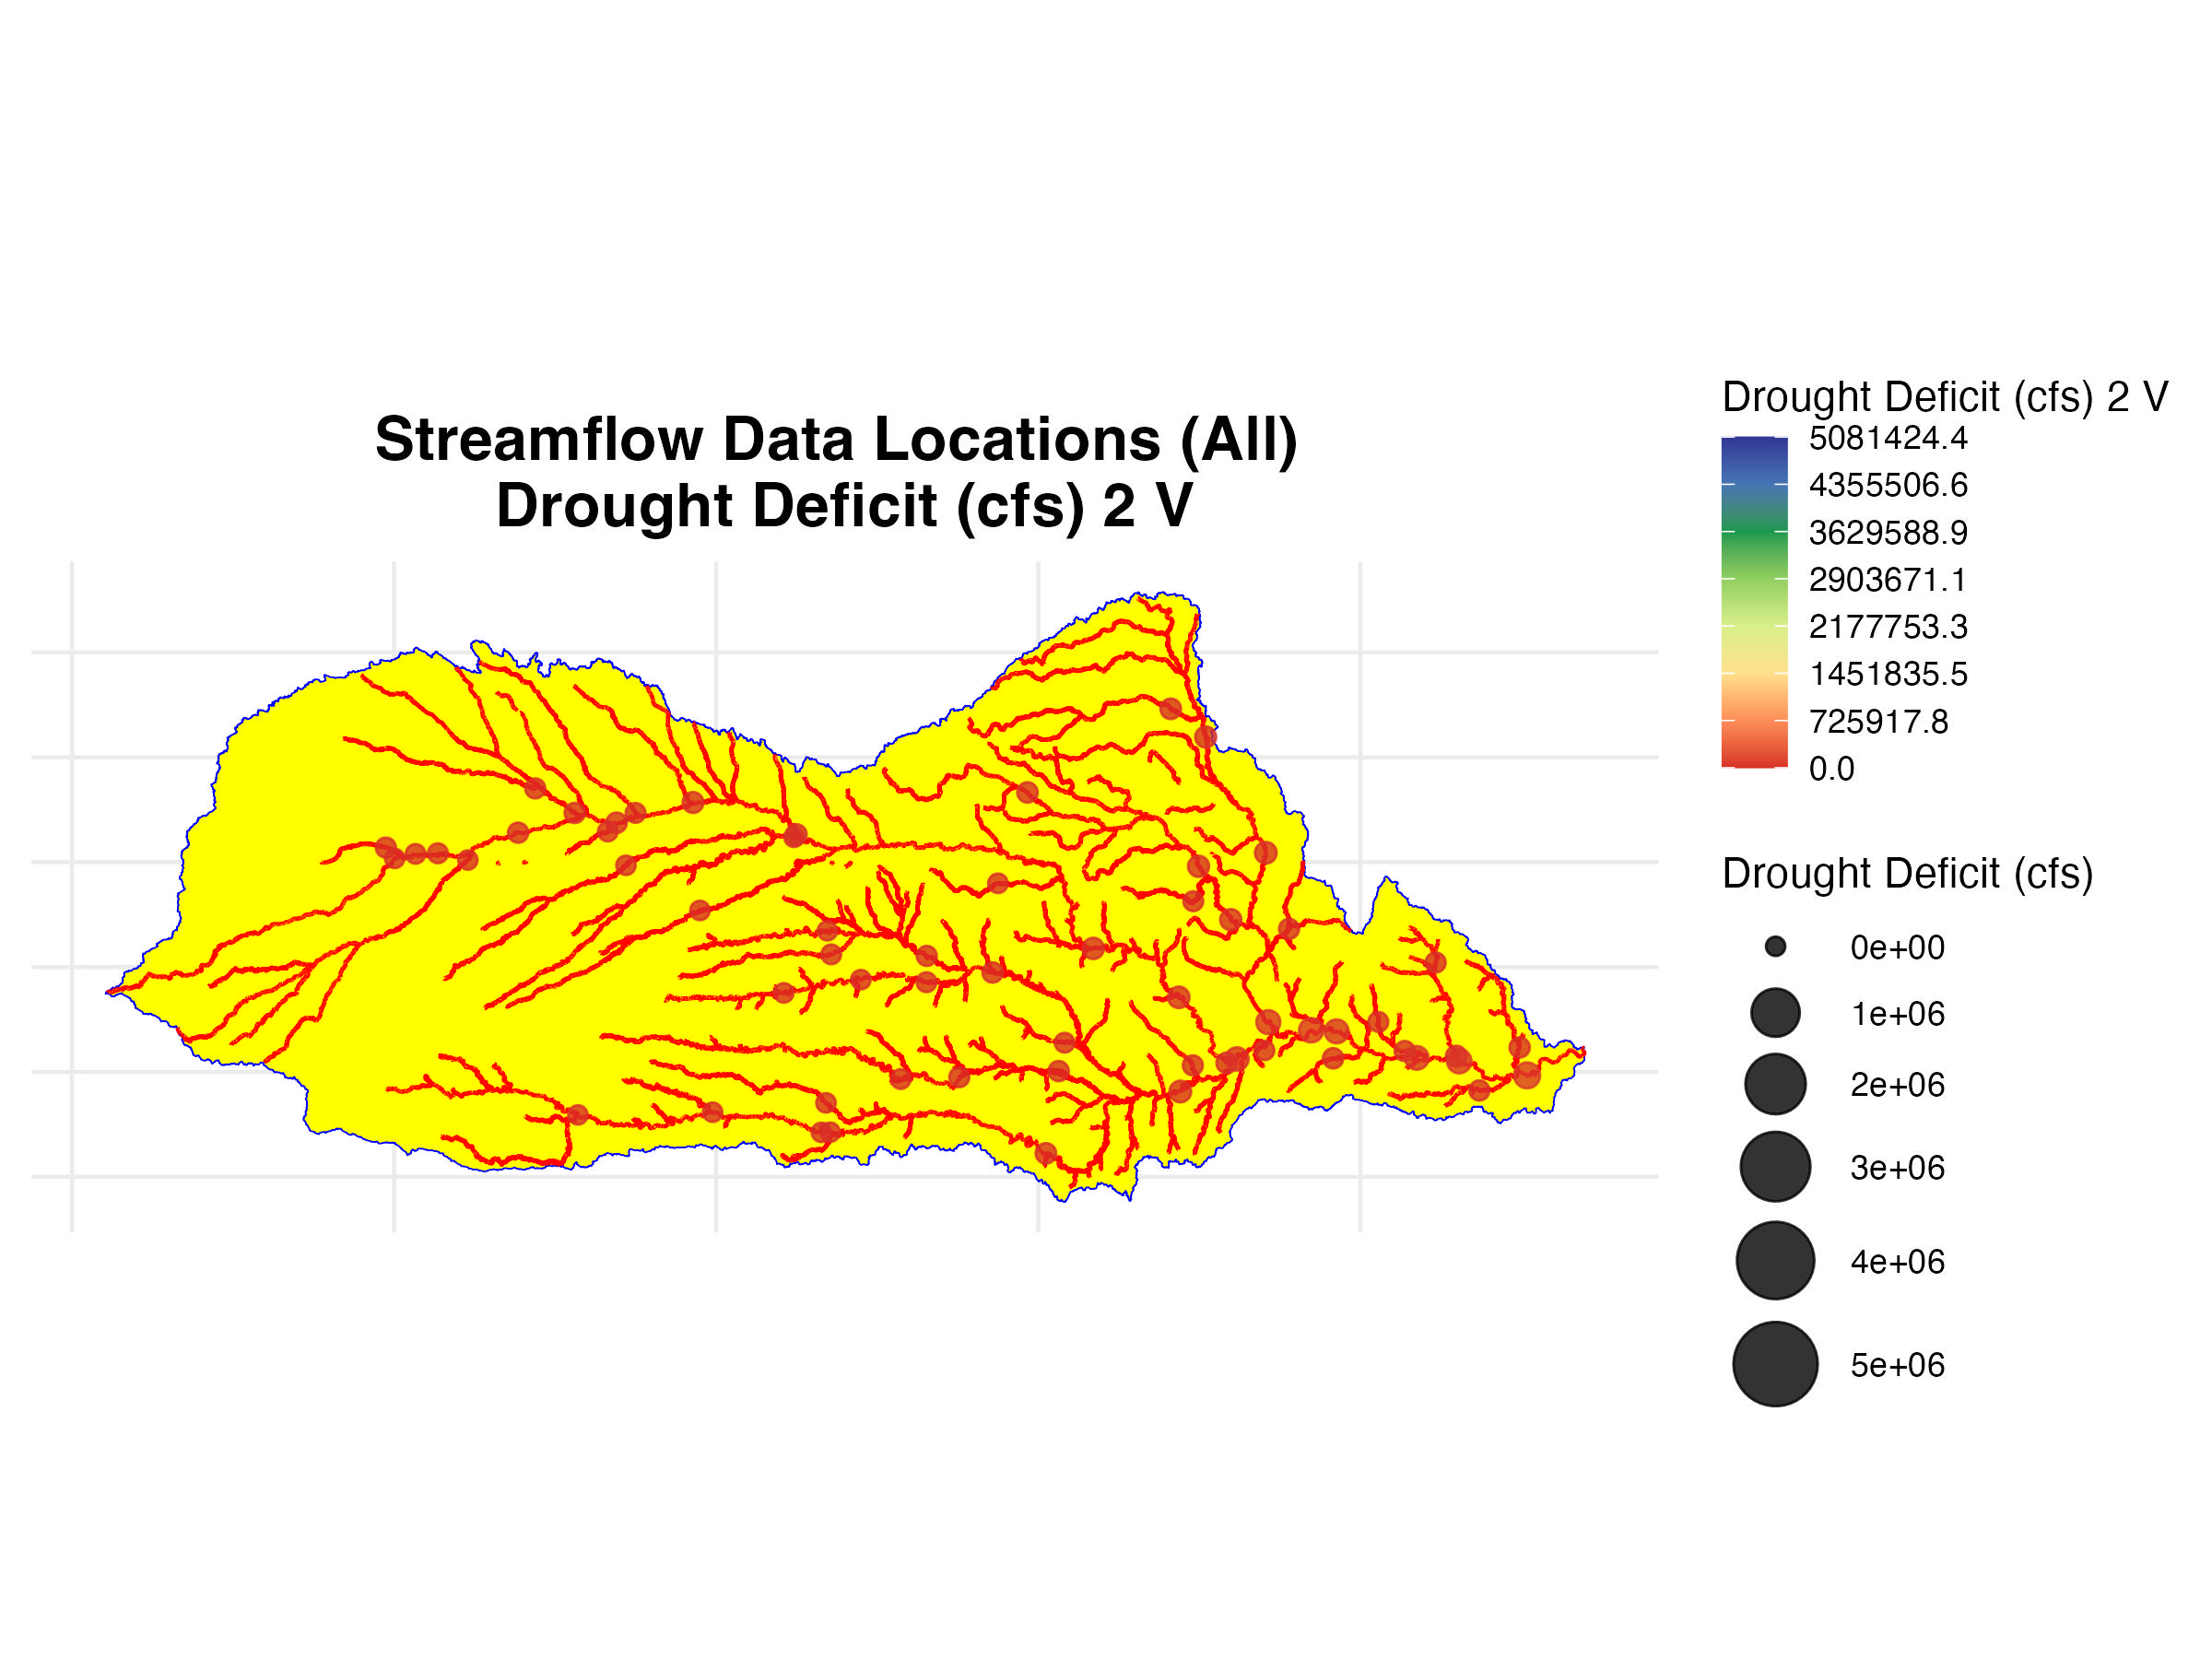 Streamflow Data Locations (All)
Drought Deficit (cfs) 2 V
Drought Deficit (cfs) 2 V
5081424.4
4355506.6
3629588.9
2903671.1
2177753.3
1451835.5
725917.8
0.0
Drought Deficit (cfs)
0e+00
1e+06
2e+06
3e+06
4e+06
5e+06